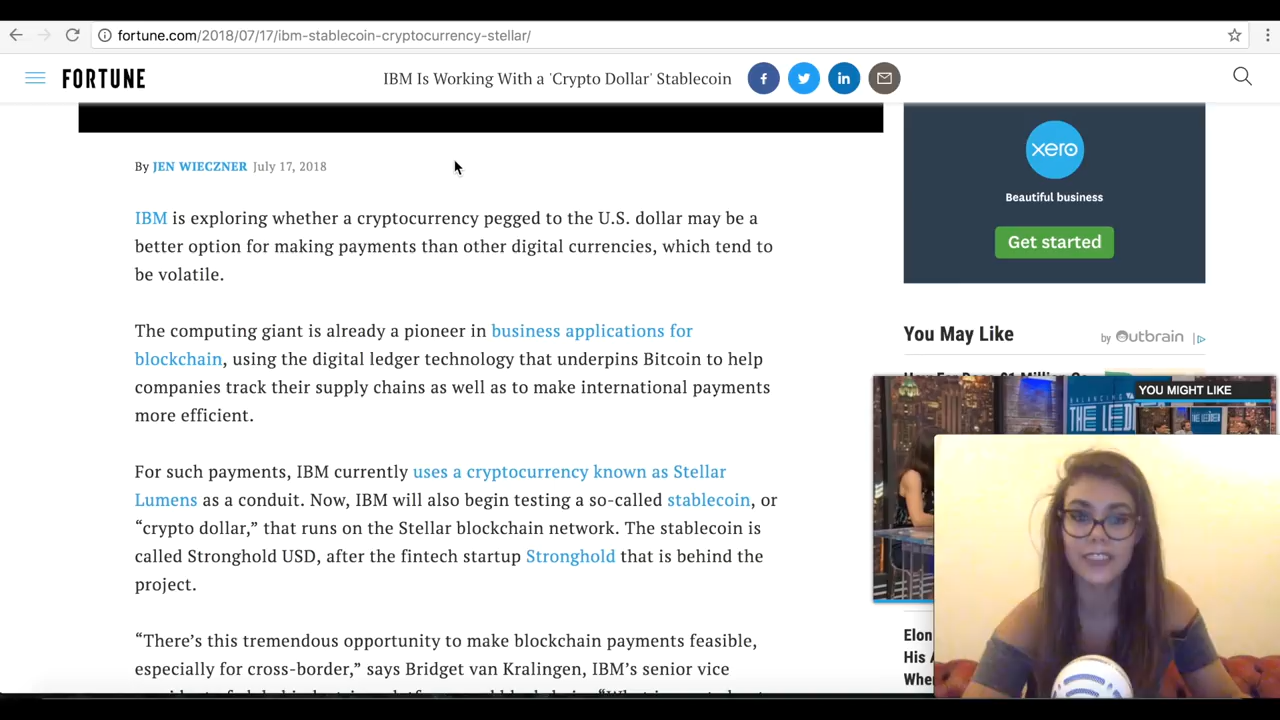 fortune.com/2018/07/17/ibm-stablecoin-cryptocurrency-stellar/
FORTUNE
IBM Is Working With a 'Crypto Dollar' Stablecoin
By JEN WIECZNER July 17, 2018
IBM is exploring whether a cryptocurrency pegged to the U.S. dollar may be a
better option for making payments than other digital currencies, which tend to
be volatile.
The computing giant is already a pioneer in business applications for
blockchain, using the digital ledger technology that underpins Bitcoin to help
companies track their supply chains as well as to make international payments
more efficient.
For such payments, IBM currently uses a cryptocurrency known as Stellar
Lumens as a conduit. Now, IBM will also begin testing a so-called stablecoin, or
“crypto dollar,” that runs on the Stellar blockchain network. The stablecoin is
called Stronghold USD, after the fintech startup Stronghold that is behind the
project.
“There’s this tremendous opportunity to make blockchain payments feasible,
especially for cross-border,” says Bridget van Kralingen, IBM’s senior vice
xero
Beautiful business
Get started
You May Like
by Outbrain
YOU MIGHT LIKE
BALANCING
THE LED
THE LEDGER
Elon
His
When